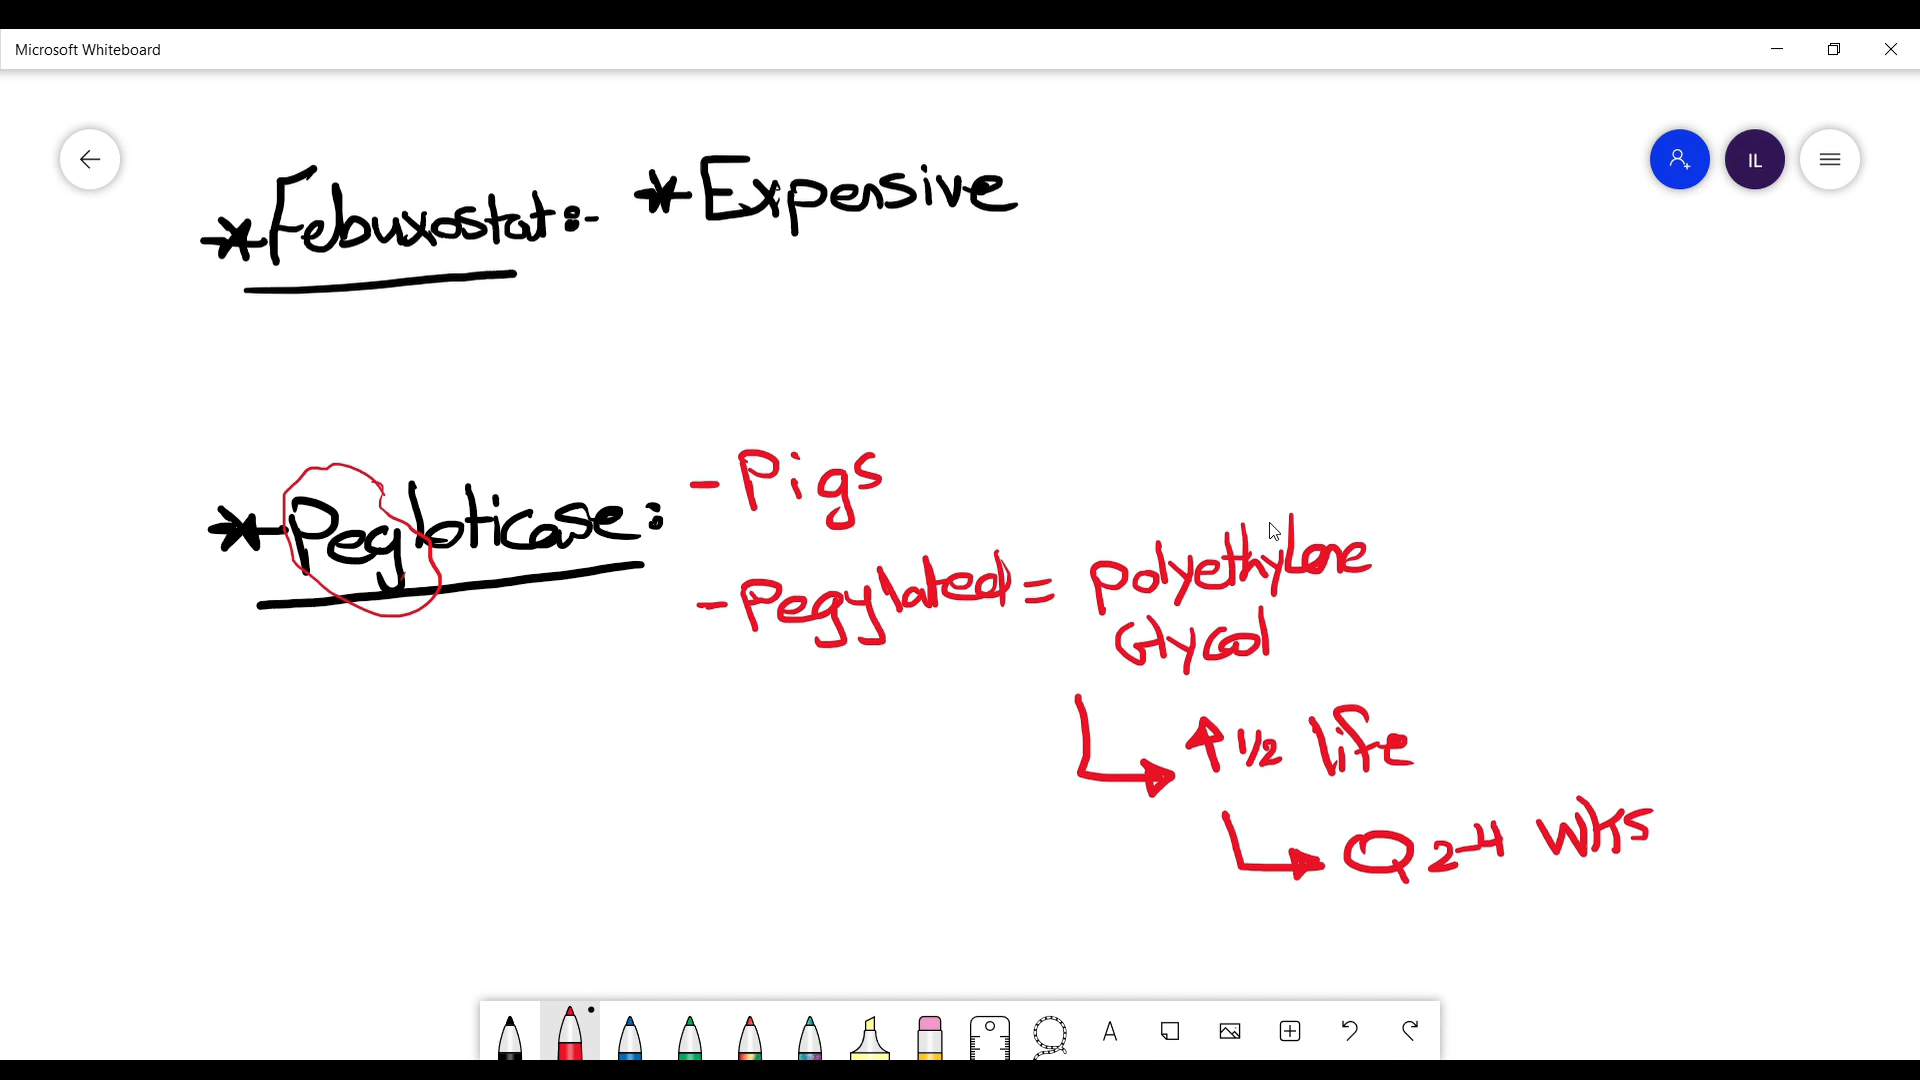 Microsoft Whiteboard
IL
*Febuxostat:-
*Expensive
*Pegloticase:
- Pigs
- Pegylated = polyethylene
Glycol
↑ 1/2 life
Q 2-4 wks
A